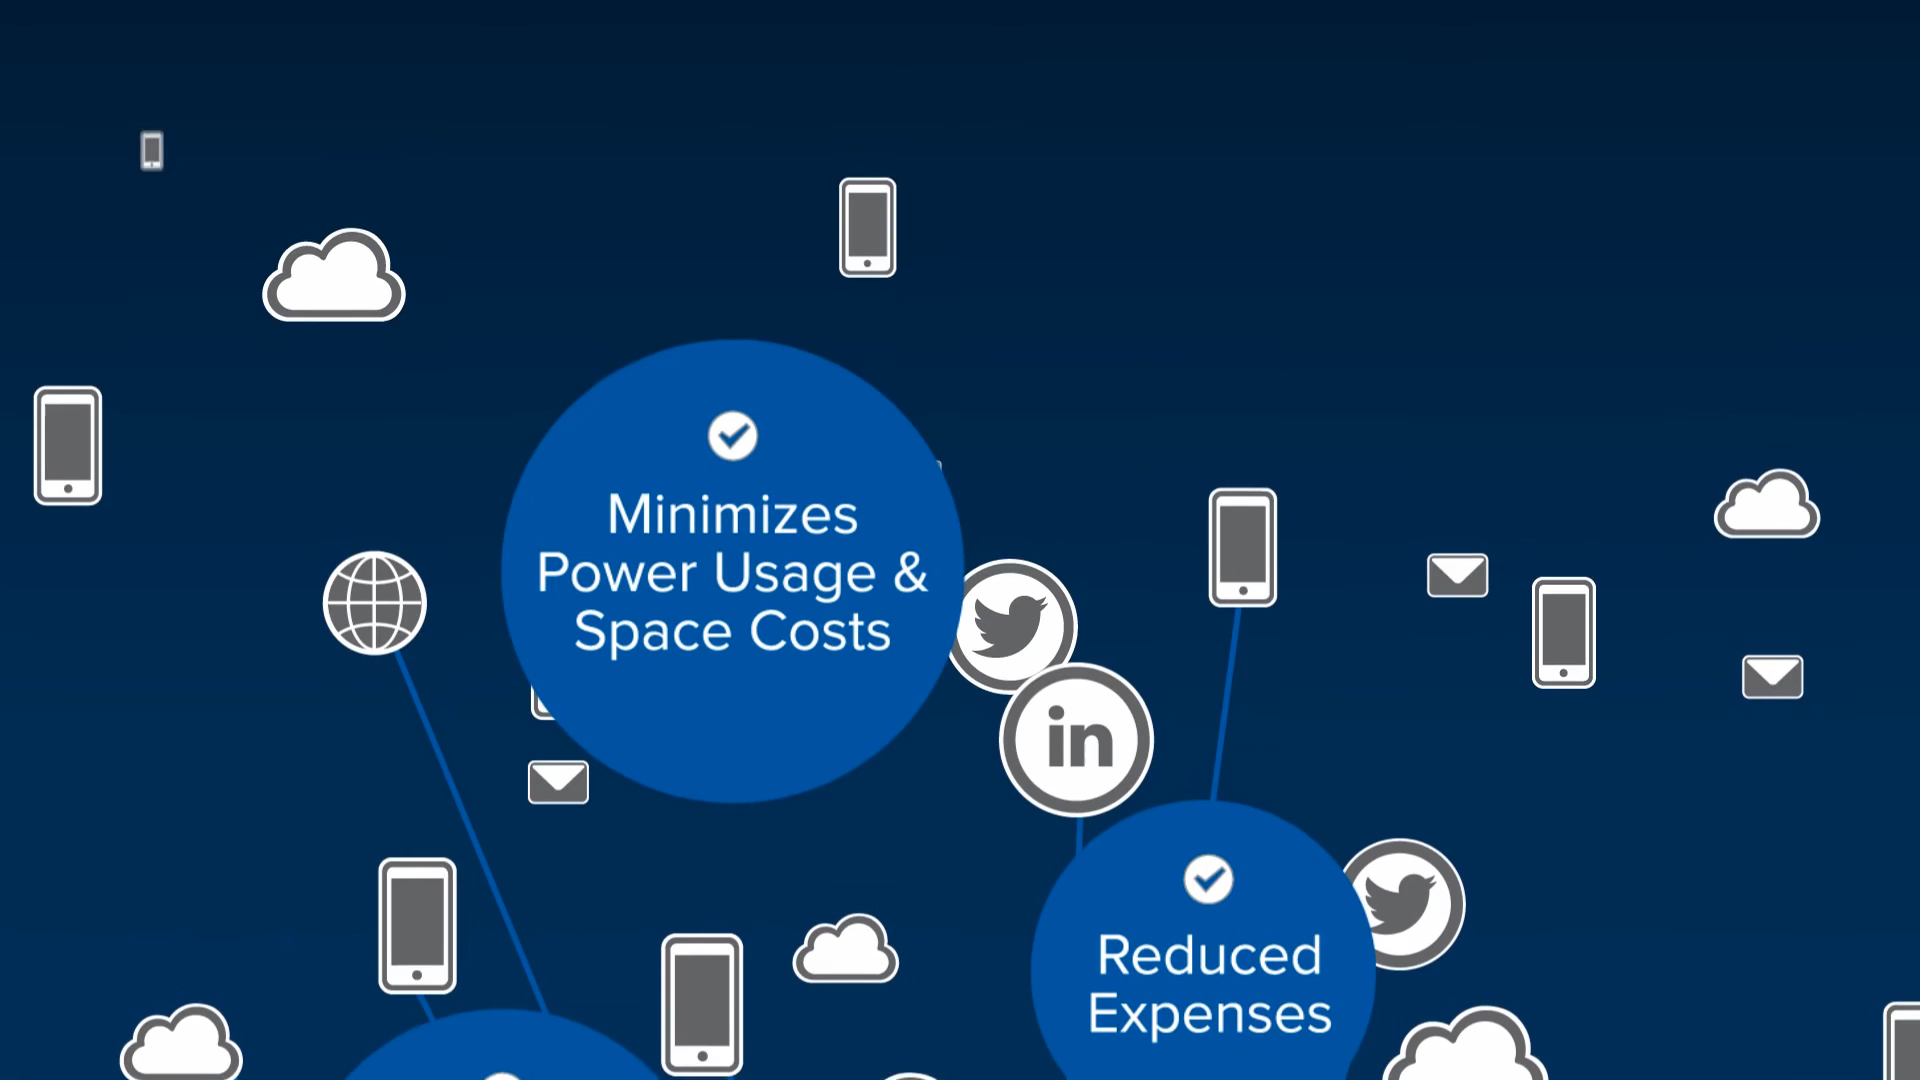 Minimizes
Power Usage &
Space Costs
in
Reduced
Expenses